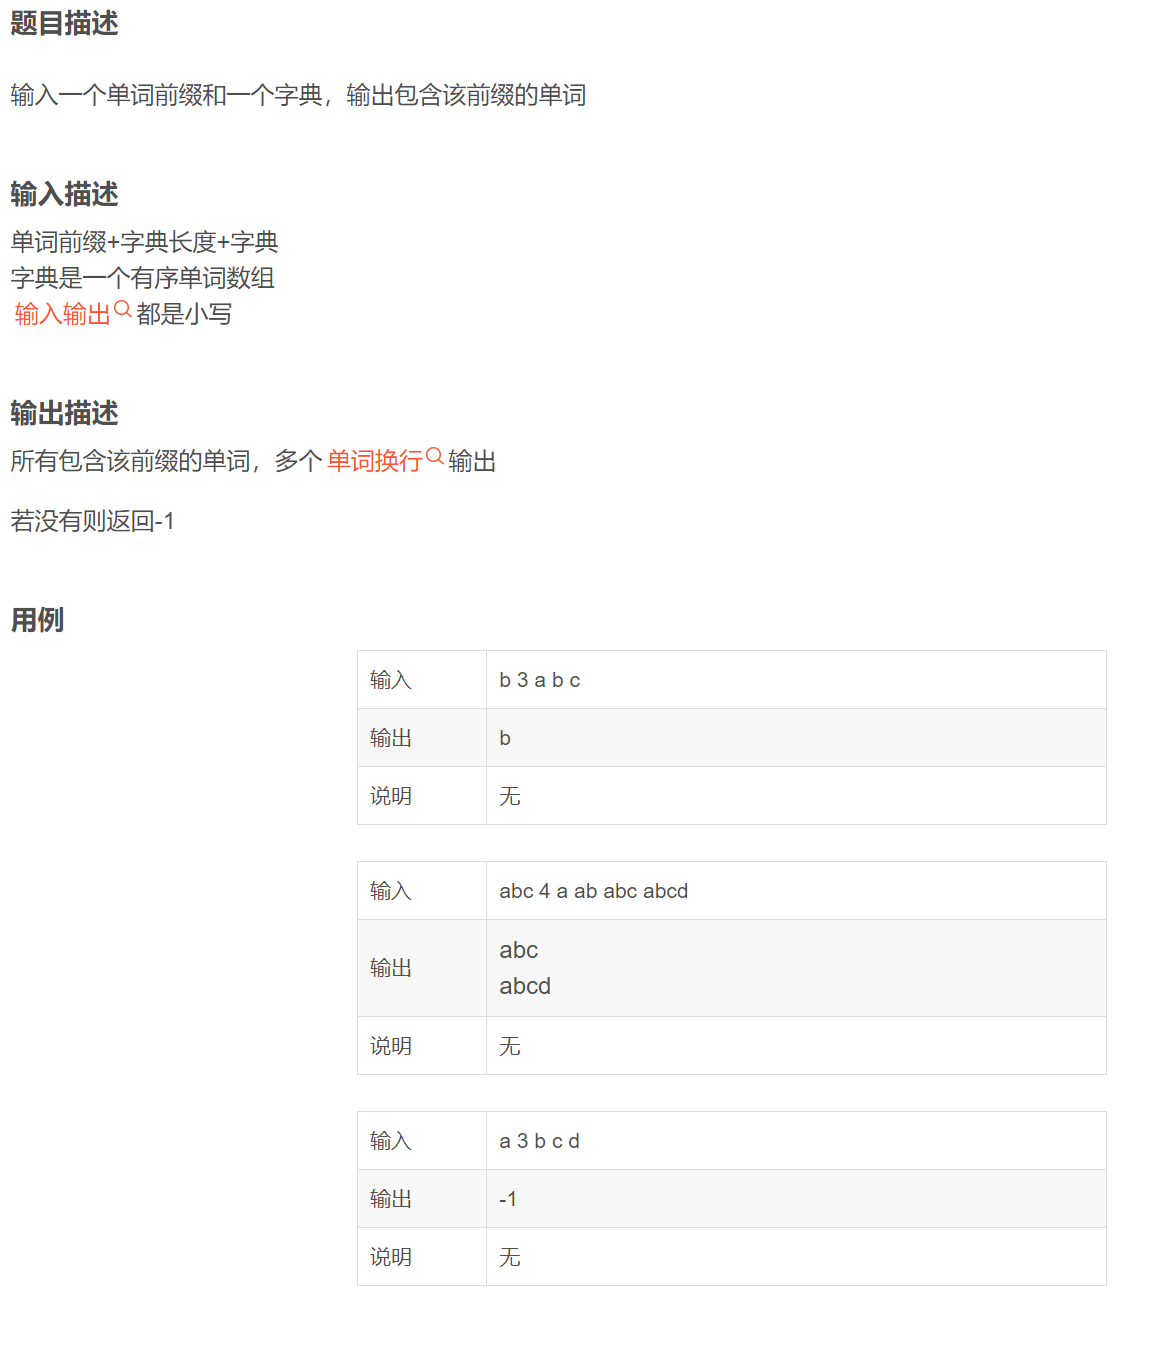 题目描述
输入一个单词前缀和一个字典，输出包含该前缀的单词
输入描述
单词前缀+字典长度+字典
字典是一个有序单词数组
输入输出都是小写
输出描述
所有包含该前缀的单词，多个单词换行输出
若没有则返回-1
用例
输入 b 3 a b c
输出 b
说明 无
输入 abc 4 a ab abc abcd
输出 abc
abcd
说明 无
输入 a 3 b c d
输出 -1
说明 无